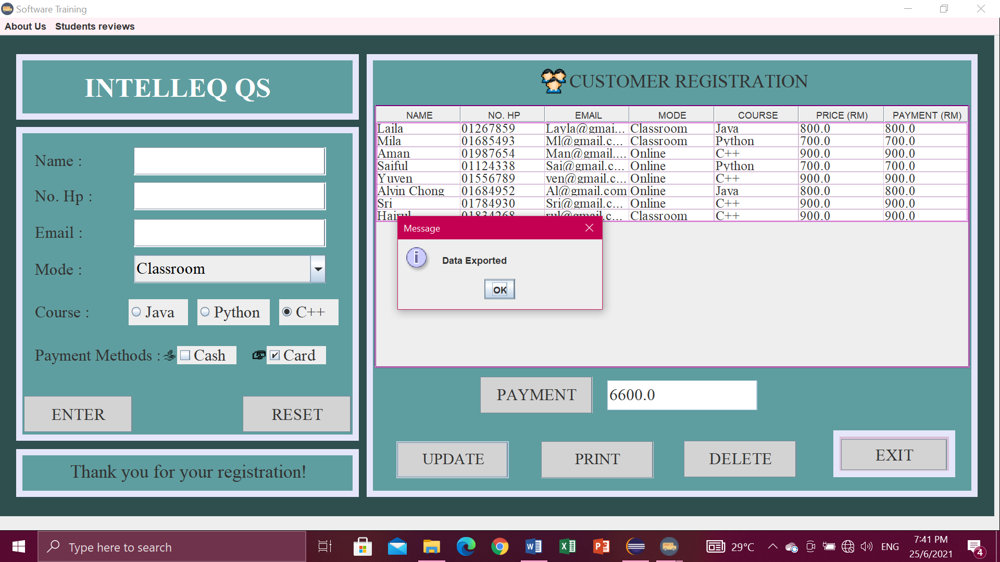 Software Training
About Us Students reviews
INTELLEQ QS
Name :
No. Hp :
Email :
Mode : Classroom
Course : Java Python C++
Payment Methods : Cash Card
ENTER RESET
Thank you for your registration!
CUSTOMER REGISTRATION
NAME NO. HP EMAIL MODE COURSE PRICE (RM) PAYMENT (RM)
Laila 01267859 Layla@gmai... Classroom Java 800.0 800.0
Mila 01685493 Ml@gmail.c... Classroom Python 700.0 700.0
Aman 01987654 Man@gmail.... Online C++ 900.0 900.0
Saiful 01124338 Sai@gmail.c... Online Python 700.0 700.0
Yuven 01556789 ven@gmail.c... Online C++ 900.0 900.0
Alvin Chong 01684952 Al@gmail.com Online Java 800.0 800.0
Sri 01784930 Sri@gmail.c... Online C++ 900.0 900.0
Hairul 01834268 rul@gmail.c... Classroom C++ 900.0 900.0
Message
Data Exported
OK
PAYMENT 6600.0
UPDATE PRINT DELETE EXIT
Type here to search
29°C
ENG
7:41 PM
25/6/2021
4